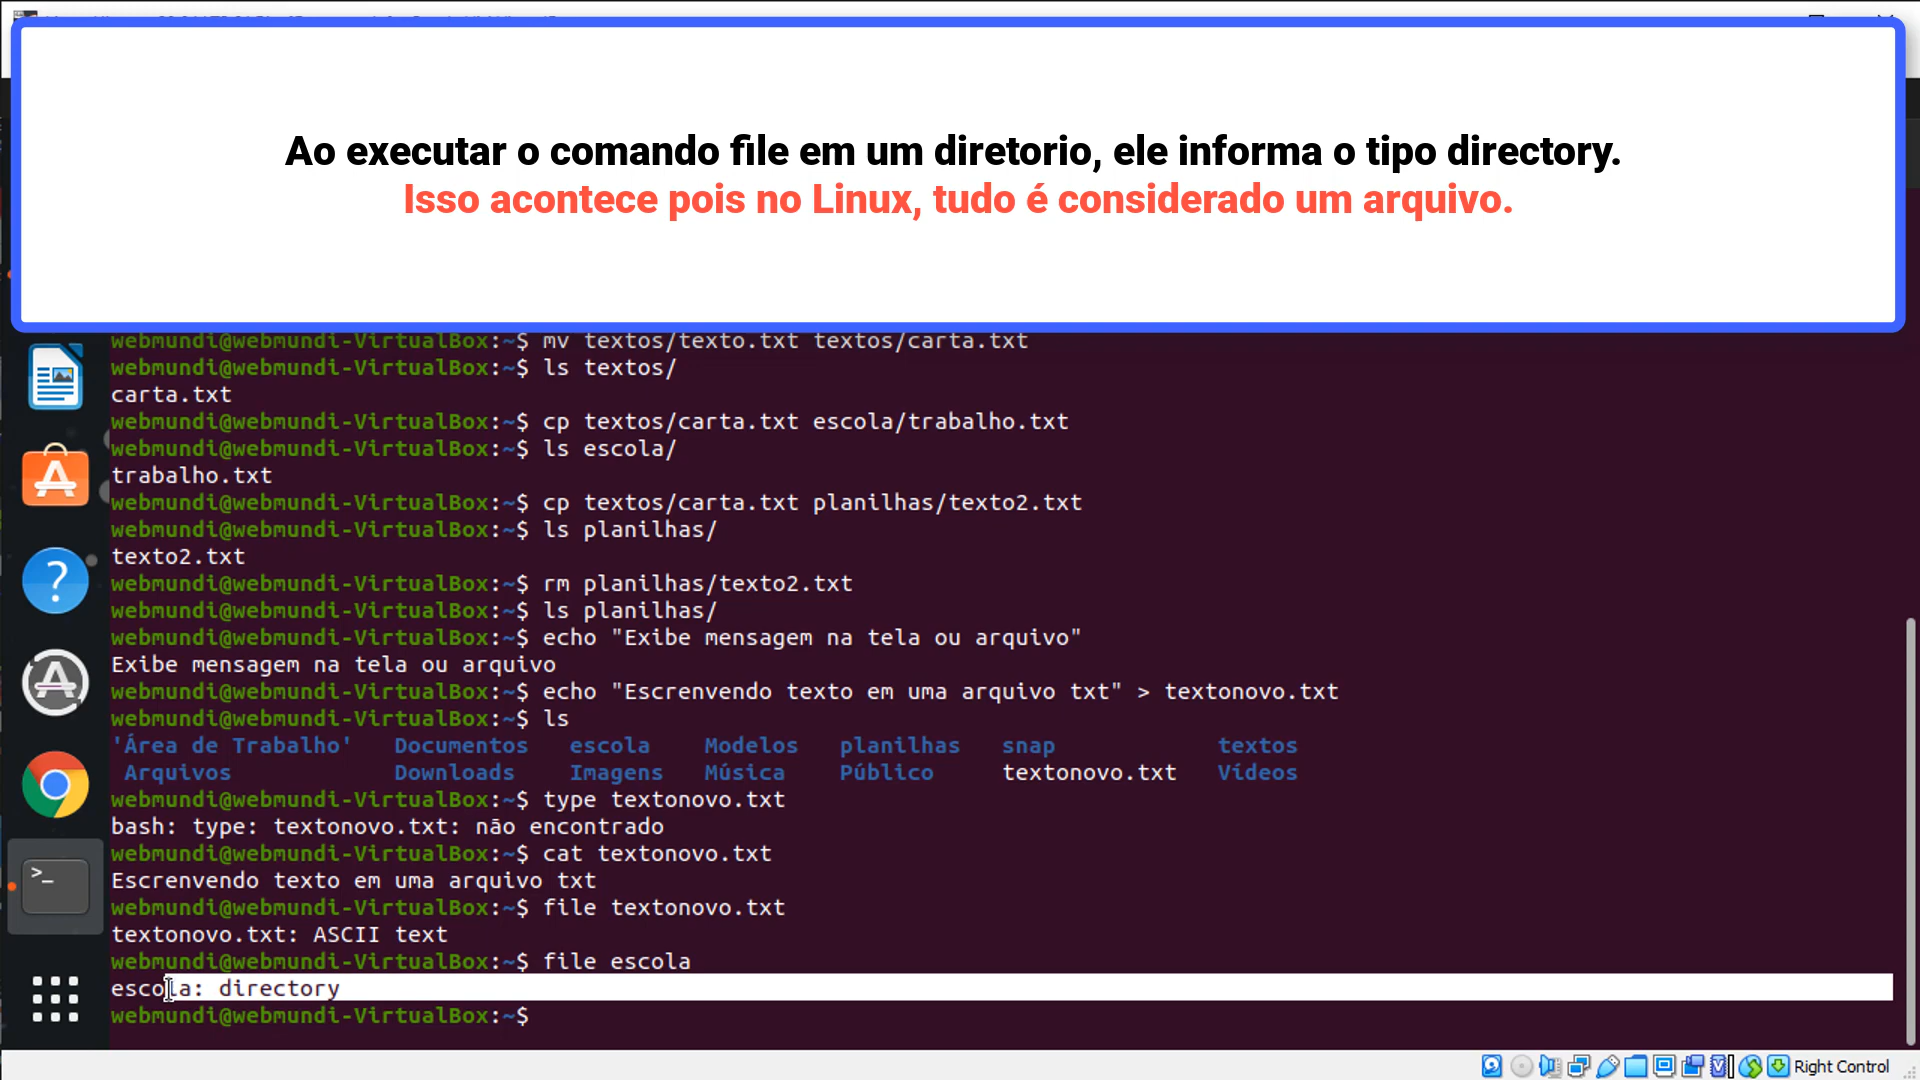 Ao executar o comando file em um diretorio, ele informa o tipo directory.
Isso acontece pois no Linux, tudo é considerado um arquivo.
webmundi@webmundi-VirtualBox:~$ mv textos/texto.txt textos/carta.txt
webmundi@webmundi-VirtualBox:~$ ls textos/
carta.txt
webmundi@webmundi-VirtualBox:~$ cp textos/carta.txt escola/trabalho.txt
webmundi@webmundi-VirtualBox:~$ ls escola/
trabalho.txt
webmundi@webmundi-VirtualBox:~$ cp textos/carta.txt planilhas/texto2.txt
webmundi@webmundi-VirtualBox:~$ ls planilhas/
texto2.txt
webmundi@webmundi-VirtualBox:~$ rm planilhas/texto2.txt
webmundi@webmundi-VirtualBox:~$ ls planilhas/
webmundi@webmundi-VirtualBox:~$ echo "Exibe mensagem na tela ou arquivo"
Exibe mensagem na tela ou arquivo
webmundi@webmundi-VirtualBox:~$ echo "Escrenvendo texto em uma arquivo txt" > textonovo.txt
webmundi@webmundi-VirtualBox:~$ ls
'Área de Trabalho' Documentos escola Modelos planilhas snap textos
Arquivos Downloads Imagens Música Público textonovo.txt Vídeos
webmundi@webmundi-VirtualBox:~$ type textonovo.txt
bash: type: textonovo.txt: não encontrado
webmundi@webmundi-VirtualBox:~$ cat textonovo.txt
Escrenvendo texto em uma arquivo txt
webmundi@webmundi-VirtualBox:~$ file textonovo.txt
textonovo.txt: ASCII text
webmundi@webmundi-VirtualBox:~$ file escola
escola: directory
webmundi@webmundi-VirtualBox:~$
Right Control